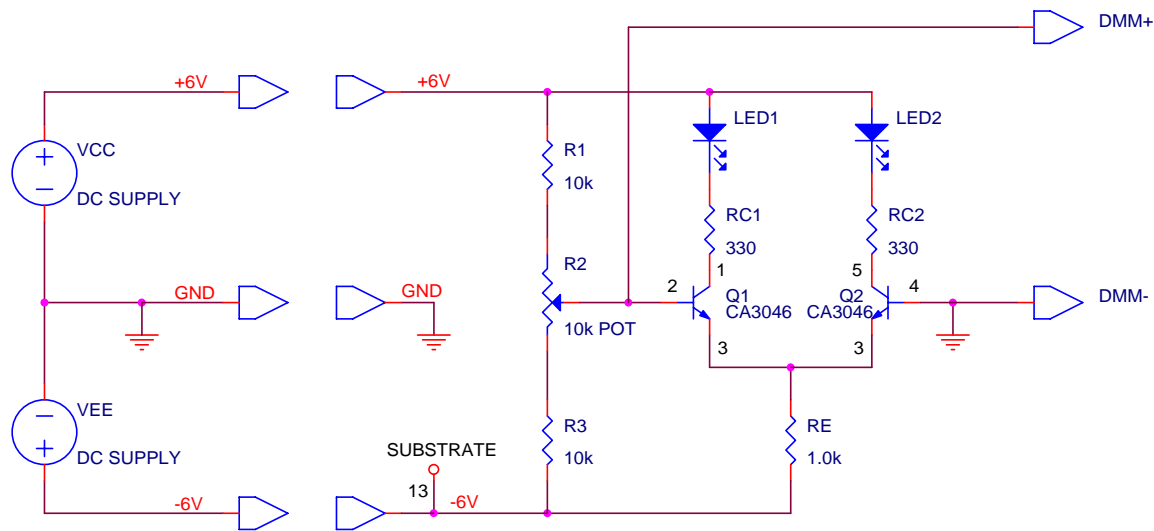 DMM+
+6V
+6V
VCC
DC SUPPLY
R1
10k
LED1
LED2
RC1
330
RC2
330
R2
10k POT
GND
GND
1
2
Q1
CA3046
3
5
Q2
CA3046
4
3
DMM-
VEE
DC SUPPLY
R3
10k
RE
1.0k
SUBSTRATE
13
-6V
-6V